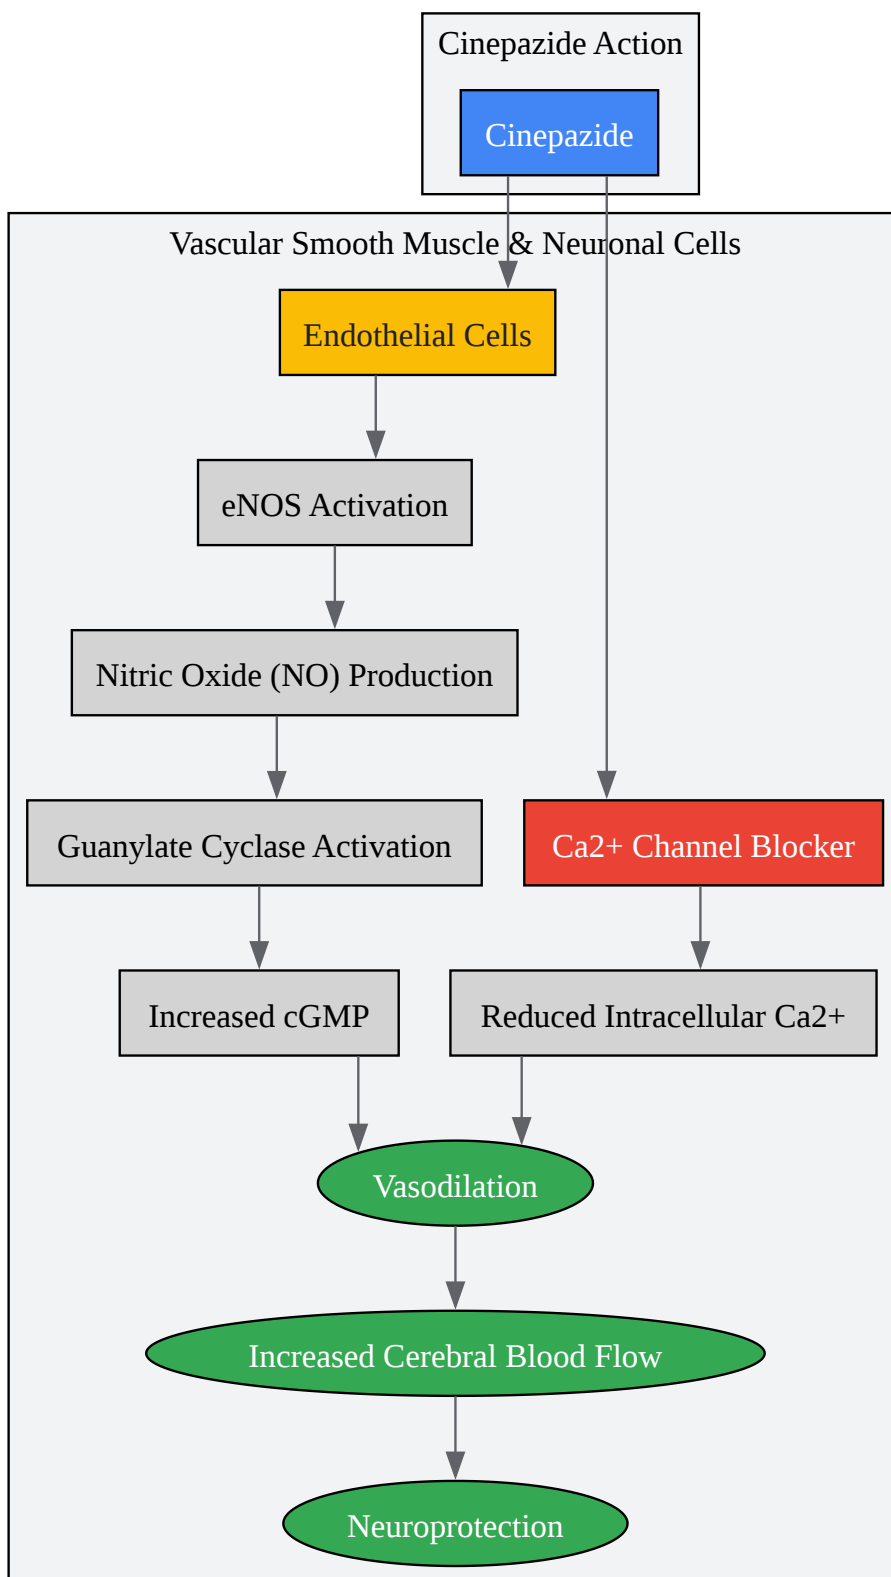 Cinepazide Action
Cinepazide
Vascular Smooth Muscle & Neuronal Cells
Endothelial Cells
eNOS Activation
Nitric Oxide (NO) Production
Guanylate Cyclase Activation
Ca2+ Channel Blocker
Increased cGMP
Reduced Intracellular Ca2+
Vasodilation
Increased Cerebral Blood Flow
Neuroprotection